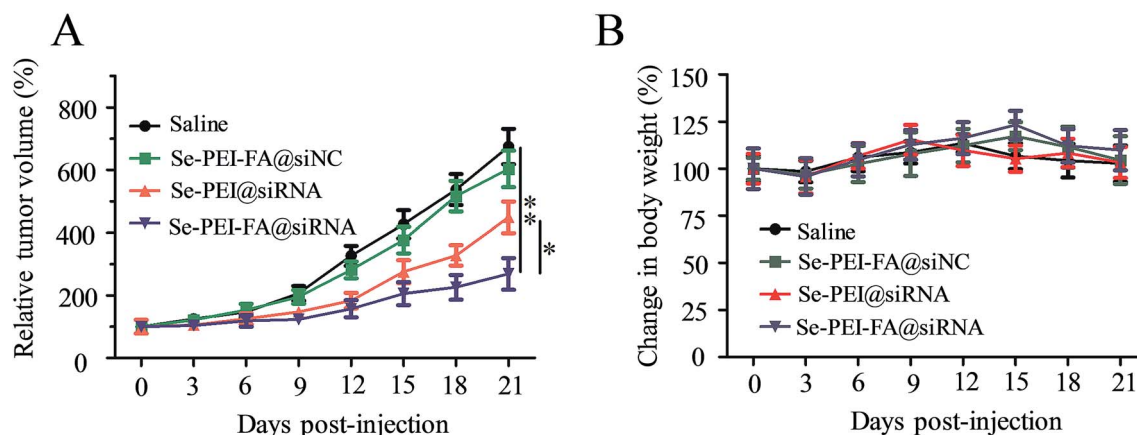 A
Relative tumor volume (%)
800
600
400
200
0
Saline
Se-PEI-FA@siNC
Se-PEI@siRNA
Se-PEI-FA@siRNA
**
*
0 3 6 9 12 15 18 21
Days post-injection
B
Change in body weight (%)
150
125
100
75
50
25
0
Saline
Se-PEI-FA@siNC
Se-PEI@siRNA
Se-PEI-FA@siRNA
0 3 6 9 12 15 18 21
Days post-injection